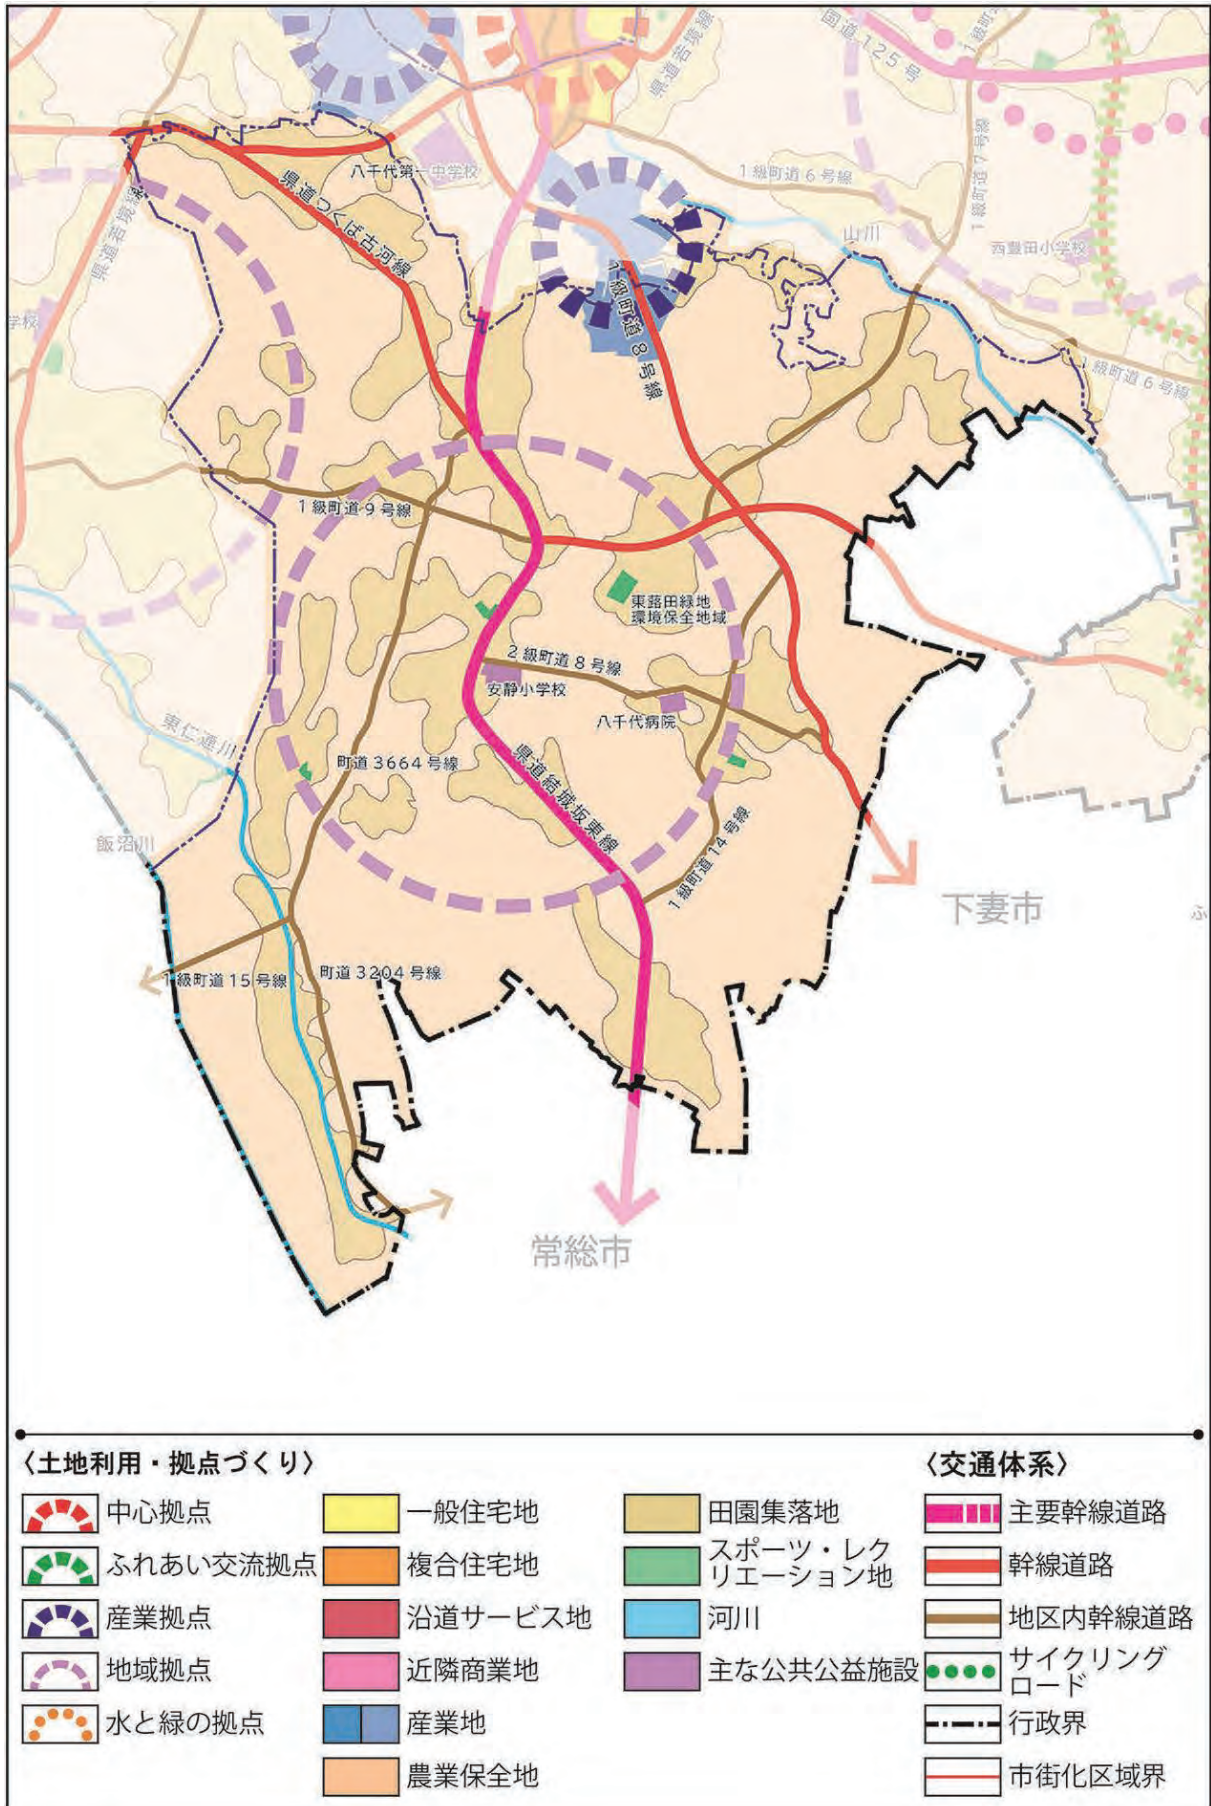 国道125号
県道若境線
1級町道7号線
1級町道6号線
八千代第一中学校
県道つくば古河線
県道若境線
山川
西豊田小学校
1級町道8号線
学校
1級町道6号線
1級町道9号線
東蕗田緑地
環境保全地域
2級町道8号線
安静小学校
八千代病院
東仁連川
町道3664号線
県道結城坂東線
飯沼川
1級町道14号線
下妻市
ふ
1級町道15号線
町道3204号線
常総市
〈土地利用・拠点づくり〉
中心拠点
ふれあい交流拠点
産業拠点
地域拠点
水と緑の拠点
一般住宅地
複合住宅地
沿道サービス地
近隣商業地
産業地
農業保全地
田園集落地
スポーツ・レク
リエーション地
河川
主な公共公益施設
〈交通体系〉
主要幹線道路
幹線道路
地区内幹線道路
サイクリング
ロード
行政界
市街化区域界